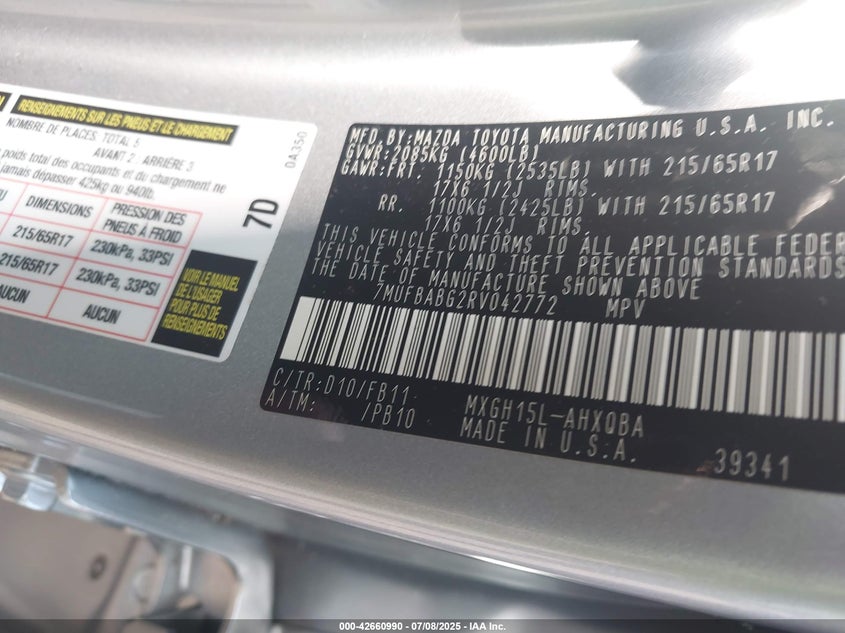 RENSEIGNEMENTS SUR LES PNEUS ET LE CHARGEMENT
NOMBRE DE PLACES: TOTAL 5
AVANT 2 ARRIÈRE 3
poids total des occupants et du chargement ne
jamais dépasser 425kg ou 940lb.
DIMENSIONS PRESSION DES PNEUS À FROID
215/65R17 230kPa, 33PSI
215/65R17 230kPa, 33PSI
AUCUN AUCUN
VOIR LE MANUEL
DE L'USAGER
POUR PLUS DE
RENSEIGNEMENTS
7D
0A350
MFD.BY:MAZDA TOYOTA MANUFACTURING U.S.A. INC.
GVWR:2085KG (4600LB)
GAWR:FRT. 1150KG (2535LB) WITH 215/65R17
17X6 1/2J RIMS.
RR. 1100KG (2425LB) WITH 215/65R17
17X6 1/2J RIMS.
THIS VEHICLE CONFORMS TO ALL APPLICABLE FEDER
VEHICLE SAFETY AND THEFT PREVENTION STANDARDS
THE DATE OF MANUFACTURE SHOWN ABOVE
7MUFBABG2RV042772 MPV
C/TR:D10/FB11 MXGH15L-AHXQBA
A/TM: /PB10 MADE IN U.S.A.
39341
000-42660990 - 07/08/2025 - IAA Inc.